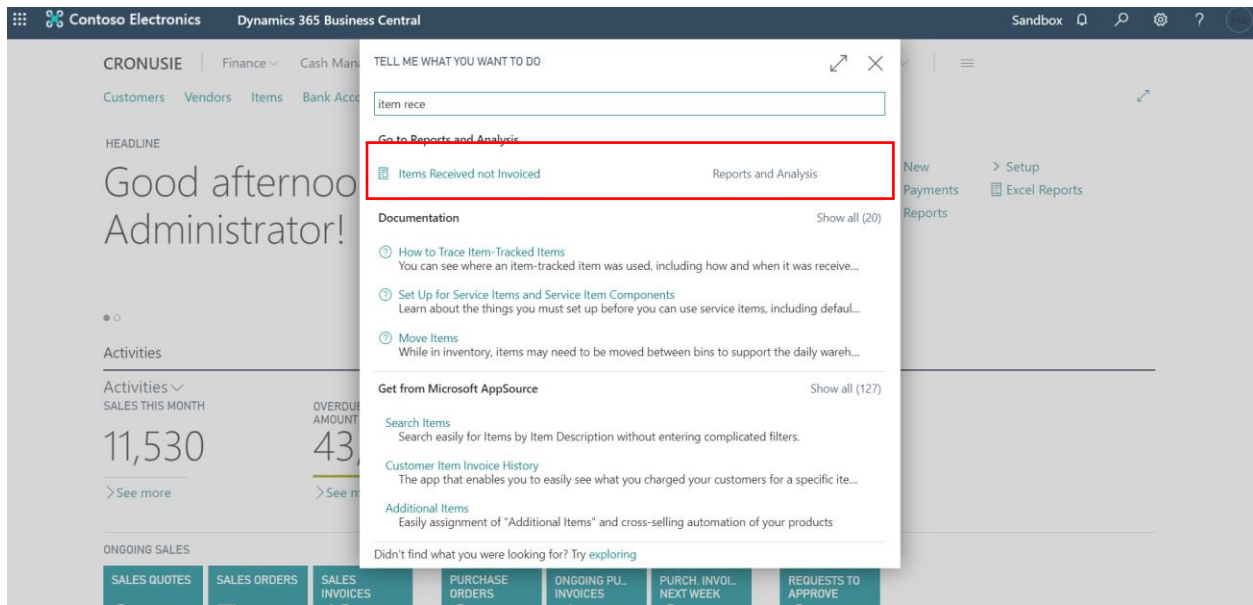 Contoso Electronics Dynamics 365 Business Central Sandbox ?
CRONUSIE Finance Cash Man
Customers Vendors Items Bank Acco
HEADLINE
Good afternoo
Administrator!
Activities
Activities
SALES THIS MONTH
11,530
See more
OVERDUE
AMOUNT
43,
See m
ONGOING SALES
SALES QUOTES
SALES ORDERS
SALES
INVOICES
PURCHASE
ORDERS
ONGOING PU...
INVOICES
PURCH. INVOI...
NEXT WEEK
REQUESTS TO
APPROVE
New
Payments
Reports
Setup
Excel Reports
TELL ME WHAT YOU WANT TO DO
item rece
Go to Reports and Analysis
Items Received not Invoiced Reports and Analysis
Documentation Show all (20)
How to Trace Item-Tracked Items
You can see where an item-tracked item was used, including how and when it was receive...
Set Up for Service Items and Service Item Components
Learn about the things you must set up before you can use service items, including defaul...
Move Items
While in inventory, items may need to be moved between bins to support the daily wareh...
Get from Microsoft AppSource Show all (127)
Search Items
Search easily for Items by Item Description without entering complicated filters.
Customer Item Invoice History
The app that enables you to easily see what you charged your customers for a specific ite...
Additional Items
Easily assignment of "Additional Items" and cross-selling automation of your products
Didn't find what you were looking for? Try exploring